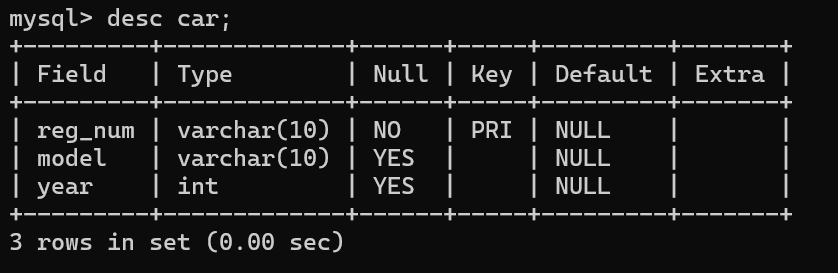 mysql> desc car;
+----------+-------------+------+-----+---------+-------+
| Field    | Type        | Null | Key | Default | Extra |
+----------+-------------+------+-----+---------+-------+
| reg_num | varchar(10) | NO   | PRI | NULL    |       |
| model   | varchar(10) | YES  |     | NULL    |       |
| year    | int         | YES  |     | NULL    |       |
+----------+-------------+------+-----+---------+-------+
3 rows in set (0.00 sec)